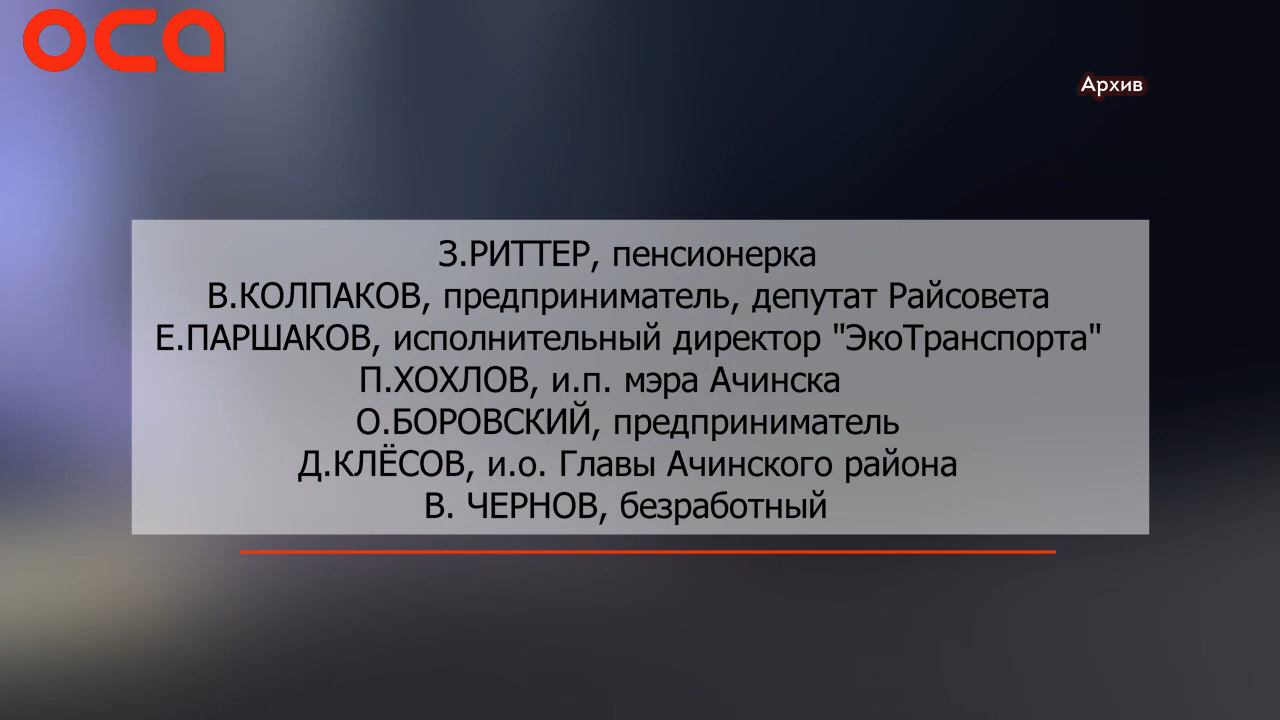 оса
Архив
З.РИТТЕР, пенсионерка
В.КОЛПАКОВ, предприниматель, депутат Райсовета
Е.ПАРШАКОВ, исполнительный директор "ЭкоТранспорта"
П.ХОХЛОВ, и.п. мэра Ачинска
О.БОРОВСКИЙ, предприниматель
Д.КЛЁСОВ, и.о. Главы Ачинского района
В. ЧЕРНОВ, безработный